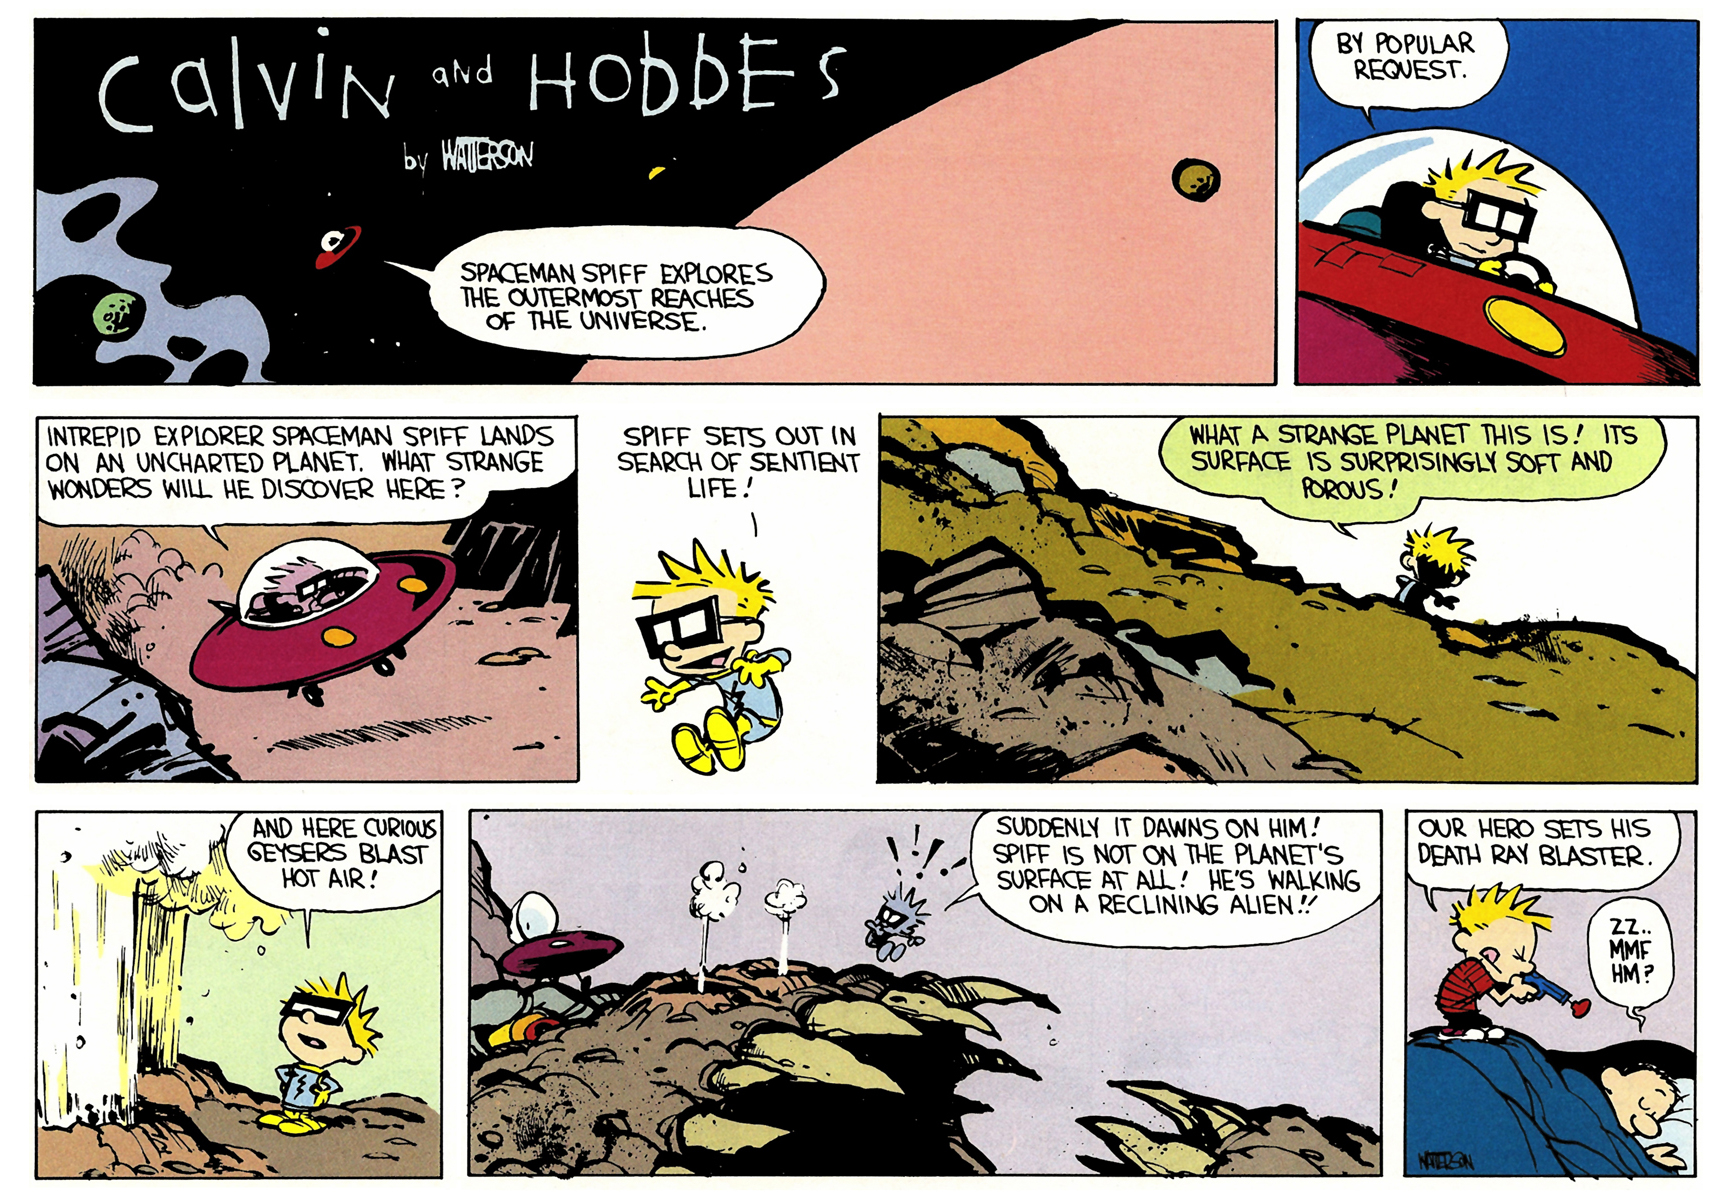 CALVIN AND HOBBES
by WATTERSON
SPACEMAN SPIFF EXPLORES
THE OUTERMOST REACHES
OF THE UNIVERSE.
BY POPULAR
REQUEST.
INTREPID EXPLORER SPACEMAN SPIFF LANDS
ON AN UNCHARTED PLANET. WHAT STRANGE
WONDERS WILL HE DISCOVER HERE?
SPIFF SETS OUT IN
SEARCH OF SENTIENT
LIFE!
WHAT A STRANGE PLANET THIS IS! ITS
SURFACE IS SURPRISINGLY SOFT AND
POROUS!
AND HERE CURIOUS
GEYSERS BLAST
HOT AIR!
!!!
SUDDENLY IT DAWNS ON HIM!
SPIFF IS NOT ON THE PLANET'S
SURFACE AT ALL! HE'S WALKING
ON A RECLINING ALIEN!!
OUR HERO SETS HIS
DEATH RAY BLASTER.
ZZ..
MMF
HM?
WATTERSON